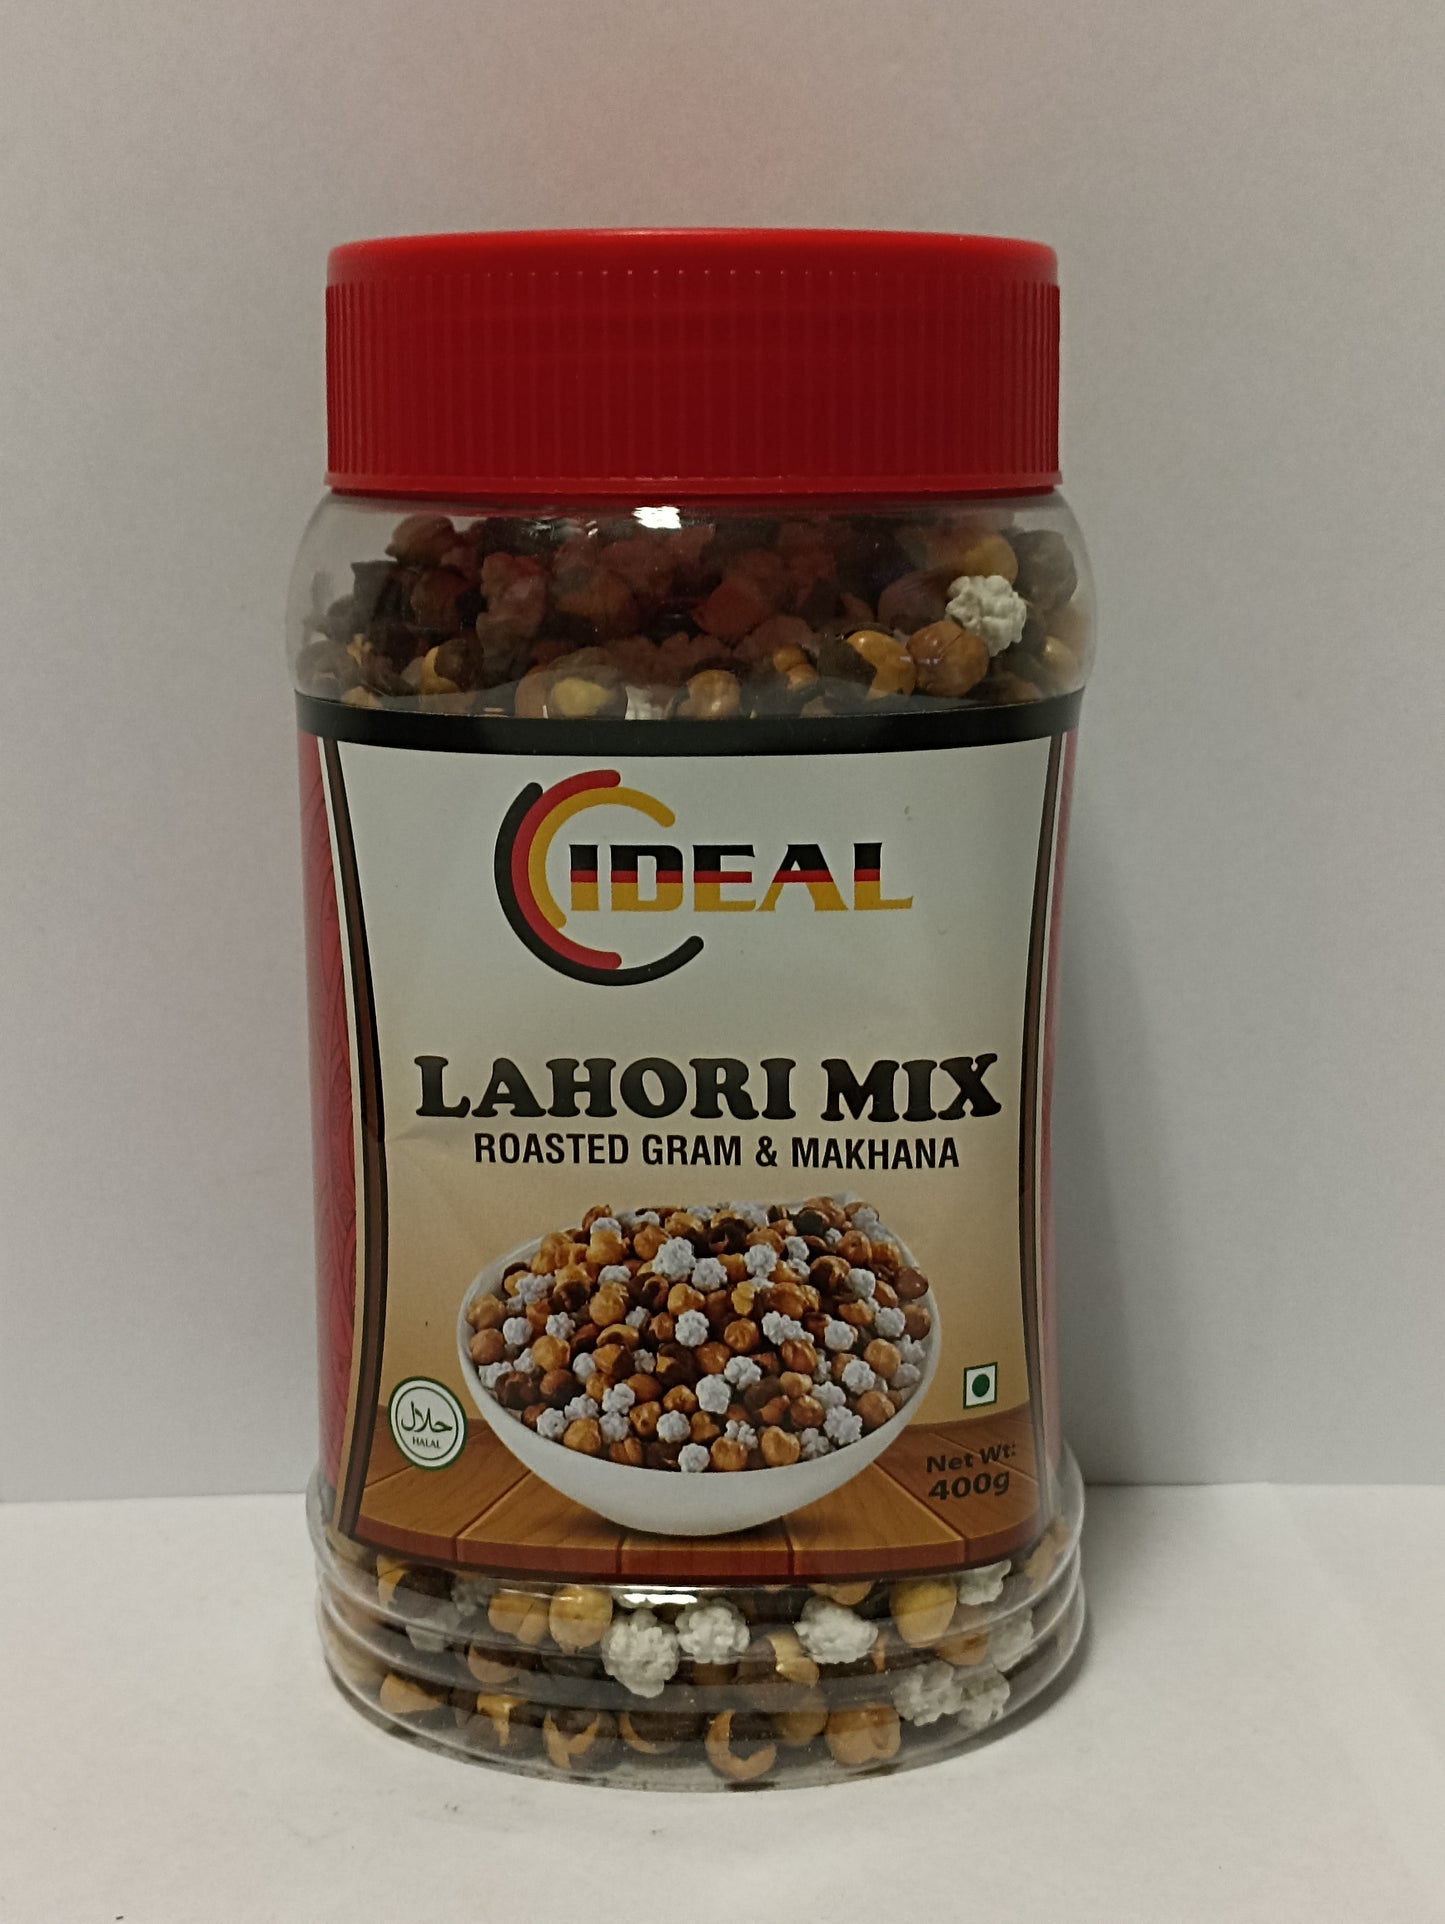 IDEAL
LAHORI MIX
ROASTED GRAM & MAKHANA
حلال
HALAL
Net Wt:
400g